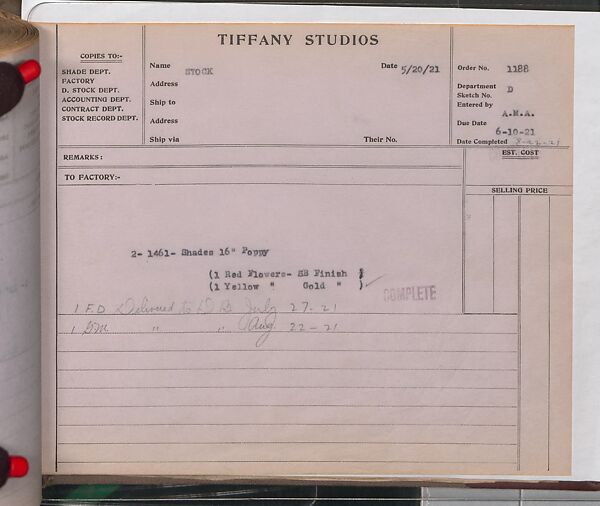 TIFFANY STUDIOS
COPIES TO:-
SHADE DEPT.
FACTORY
D. STOCK DEPT.
ACCOUNTING DEPT.
CONTRACT DEPT.
STOCK RECORD DEPT.
Name STOCK Date 5/20/21
Address
Ship to
Address
Ship via Their No.
Order No. 1188
Department D
Sketch No.
Entered by A.M.A.
Due Date 6-10-21
Date Completed 8-22-21
REMARKS:
EST. COST
TO FACTORY:-
SELLING PRICE
2- 1461- Shades 16" Poppy
(1 Red Flowers- SB Finish )
(1 Yellow " Gold " )
COMPLETE
1 F.D Delivered to D.B. July 27-21
1 G.M. " " Aug. 22-21